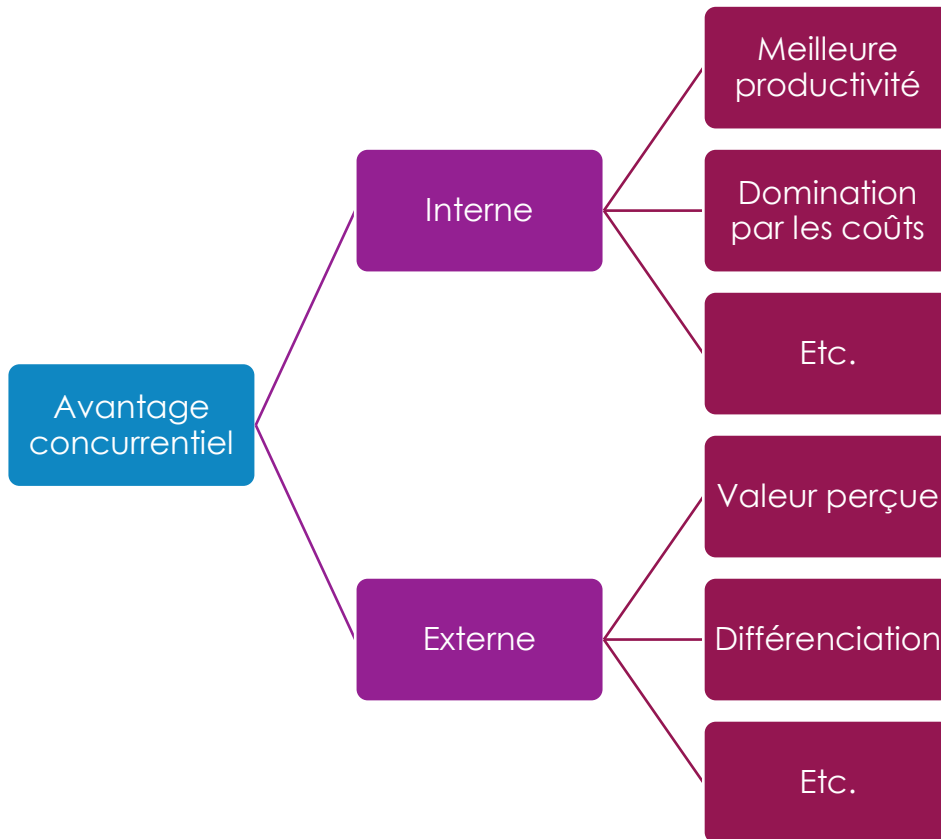 Avantage
concurrentiel
Interne
Meilleure
productivité
Domination
par les coûts
Etc.
Externe
Valeur perçue
Différenciation
Etc.